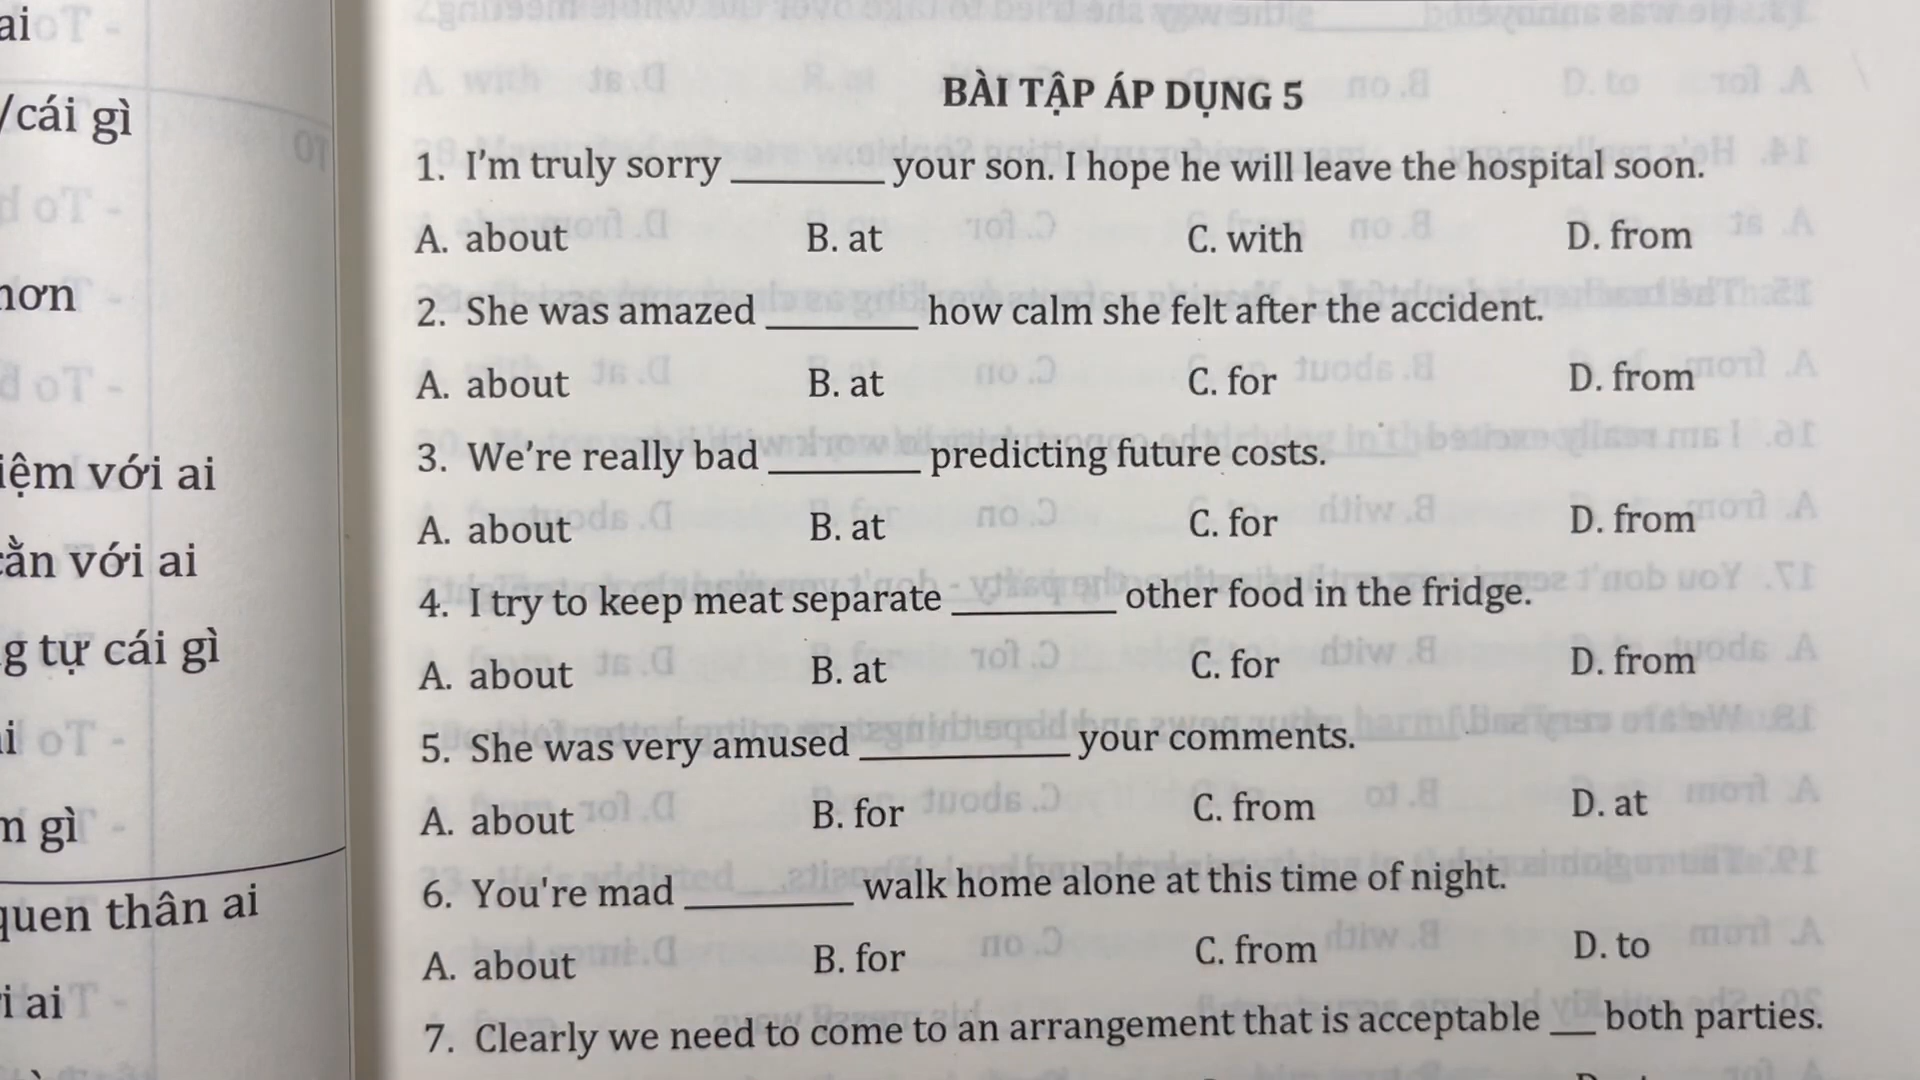 ai
/cái gì
hơn
với ai
với ai
tự cái gì
gì
quen thân ai
ai
BÀI TẬP ÁP DỤNG 5
1. I'm truly sorry ________ your son. I hope he will leave the hospital soon.
A. about B. at C. with D. from
2. She was amazed ________ how calm she felt after the accident.
A. about B. at C. for D. from
3. We're really bad ________ predicting future costs.
A. about B. at C. for D. from
4. I try to keep meat separate ________ other food in the fridge.
A. about B. at C. for D. from
5. She was very amused __________ your comments.
A. about B. for C. from D. at
6. You're mad ________ walk home alone at this time of night.
A. about B. for C. from D. to
7. Clearly we need to come to an arrangement that is acceptable __ both parties.